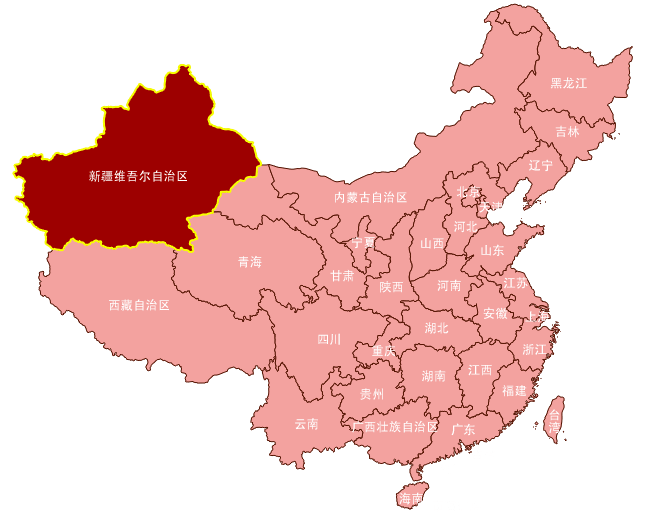 黑龙江
吉林
辽宁
新疆维吾尔自治区
内蒙古自治区
北京
天津
河北
宁夏
山西
山东
青海
甘肃
陕西
河南
江苏
西藏自治区
安徽
上海
湖北
四川
重庆
浙江
湖南
江西
贵州
福建
云南
广西壮族自治区
广东
台
湾
海南